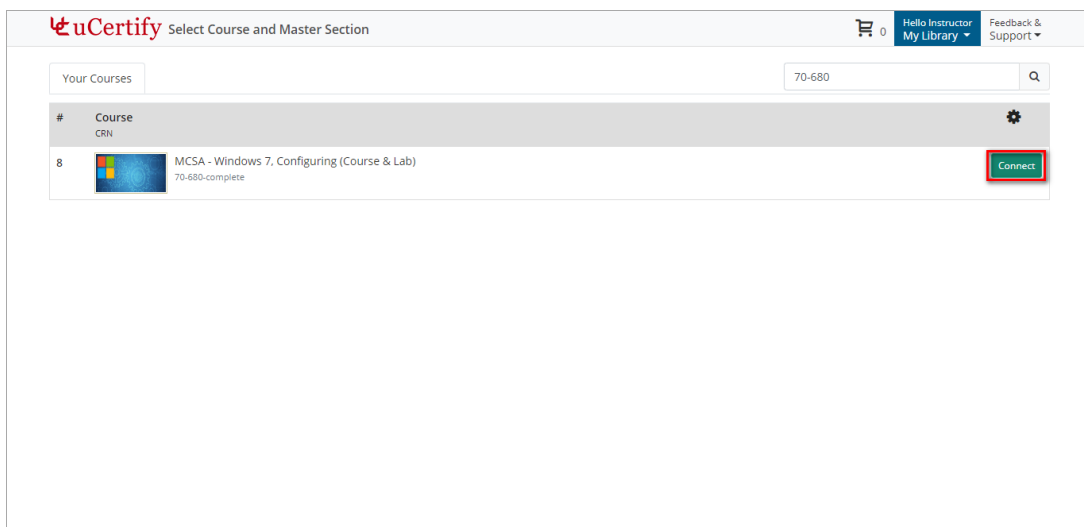 uCertify Select Course and Master Section
0
Hello Instructor
My Library
Feedback &
Support
Your Courses
70-680
# Course
CRN
8 MCSA - Windows 7, Configuring (Course & Lab)
70-680-complete
Connect